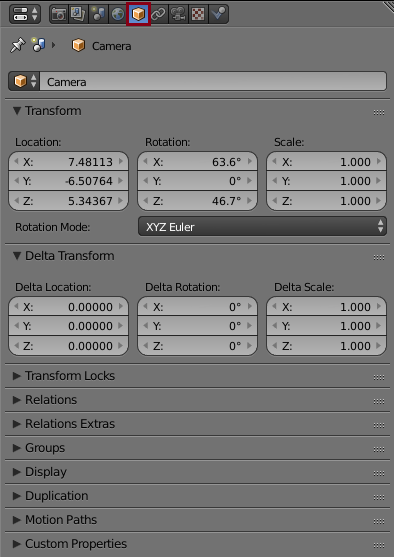 Camera
Camera
Transform
Location: Rotation: Scale:
X: 7.48113 X: 63.6° X: 1.000
Y: -6.50764 Y: 0° Y: 1.000
Z: 5.34367 Z: 46.7° Z: 1.000
Rotation Mode: XYZ Euler
Delta Transform
Delta Location: Delta Rotation: Delta Scale:
X: 0.00000 X: 0° X: 1.000
Y: 0.00000 Y: 0° Y: 1.000
Z: 0.00000 Z: 0° Z: 1.000
Transform Locks
Relations
Relations Extras
Groups
Display
Duplication
Motion Paths
Custom Properties